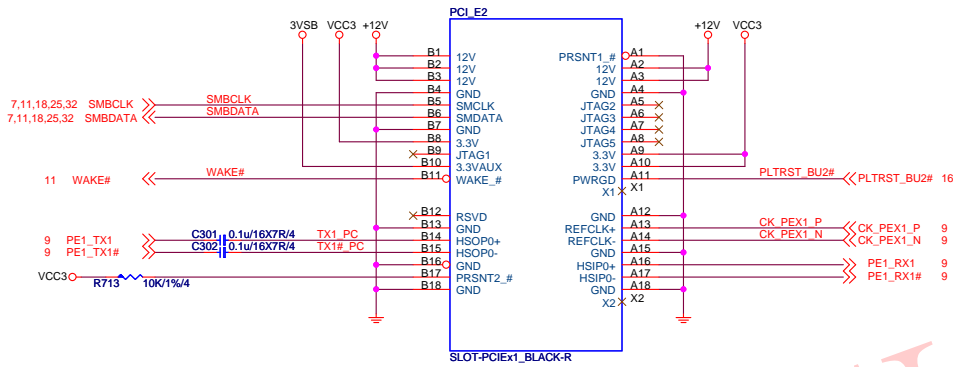 PCI_E2
3VSB VCC3 +12V
+12V VCC3
B1 12V PRSNT1_# A1
B2 12V 12V A2
B3 12V 12V A3
B4 GND GND A4
7,11,18,25,32 SMBCLK SMBCLK B5 SMCLK JTAG2 A5
7,11,18,25,32 SMBDATA SMBDATA B6 SMDATA JTAG3 A6
B7 GND JTAG4 A7
B8 3.3V JTAG5 A8
B9 JTAG1 3.3V A9
B10 3.3VAUX 3.3V A10
11 WAKE# WAKE# B11 WAKE_# PWRGD A11 PLTRST_BU2# PLTRST_BU2# 16
X1 X1
B12 RSVD GND A12
B13 GND REFCLK+ A13 CK_PEX1_P CK_PEX1_P 9
9 PE1_TX1 C301 0.1u/16X7R/4 TX1_PC B14 HSOP0+ REFCLK- A14 CK_PEX1_N CK_PEX1_N 9
9 PE1_TX1# C302 0.1u/16X7R/4 TX1#_PC B15 HSOP0- GND A15
B16 GND HSIP0+ A16 PE1_RX1 9
VCC3 R713 10K/1%/4 B17 PRSNT2_# HSIP0- A17 PE1_RX1# 9
B18 GND GND A18
X2 X2
SLOT-PCIEx1_BLACK-R